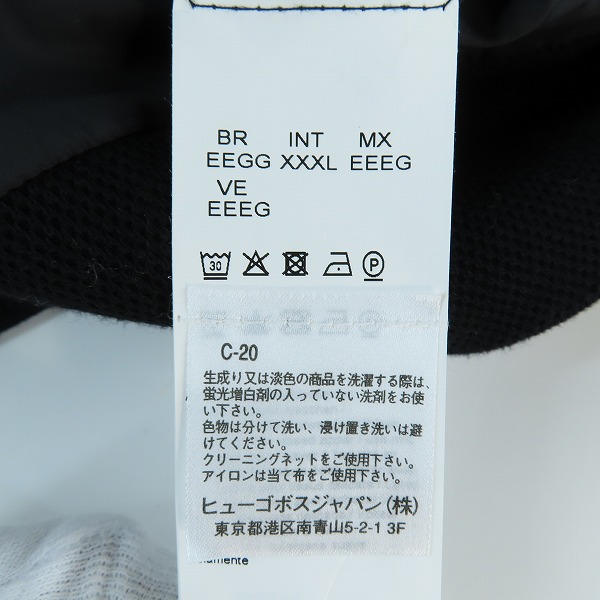 BR INT MX
EEGG XXXL EEEG
VE
EEEG
30 P
C-20
生成り又は淡色の商品を洗濯する際は、
蛍光増白剤の入っていない洗剤をお使
い下さい。
色物は分けて洗い、浸け置き洗いは避
けてください。
クリーニングネットをご使用下さい。
アイロンは当て布をご使用下さい。
ヒューゴボスジャパン(株)
東京都港区南青山5-2-1 3F